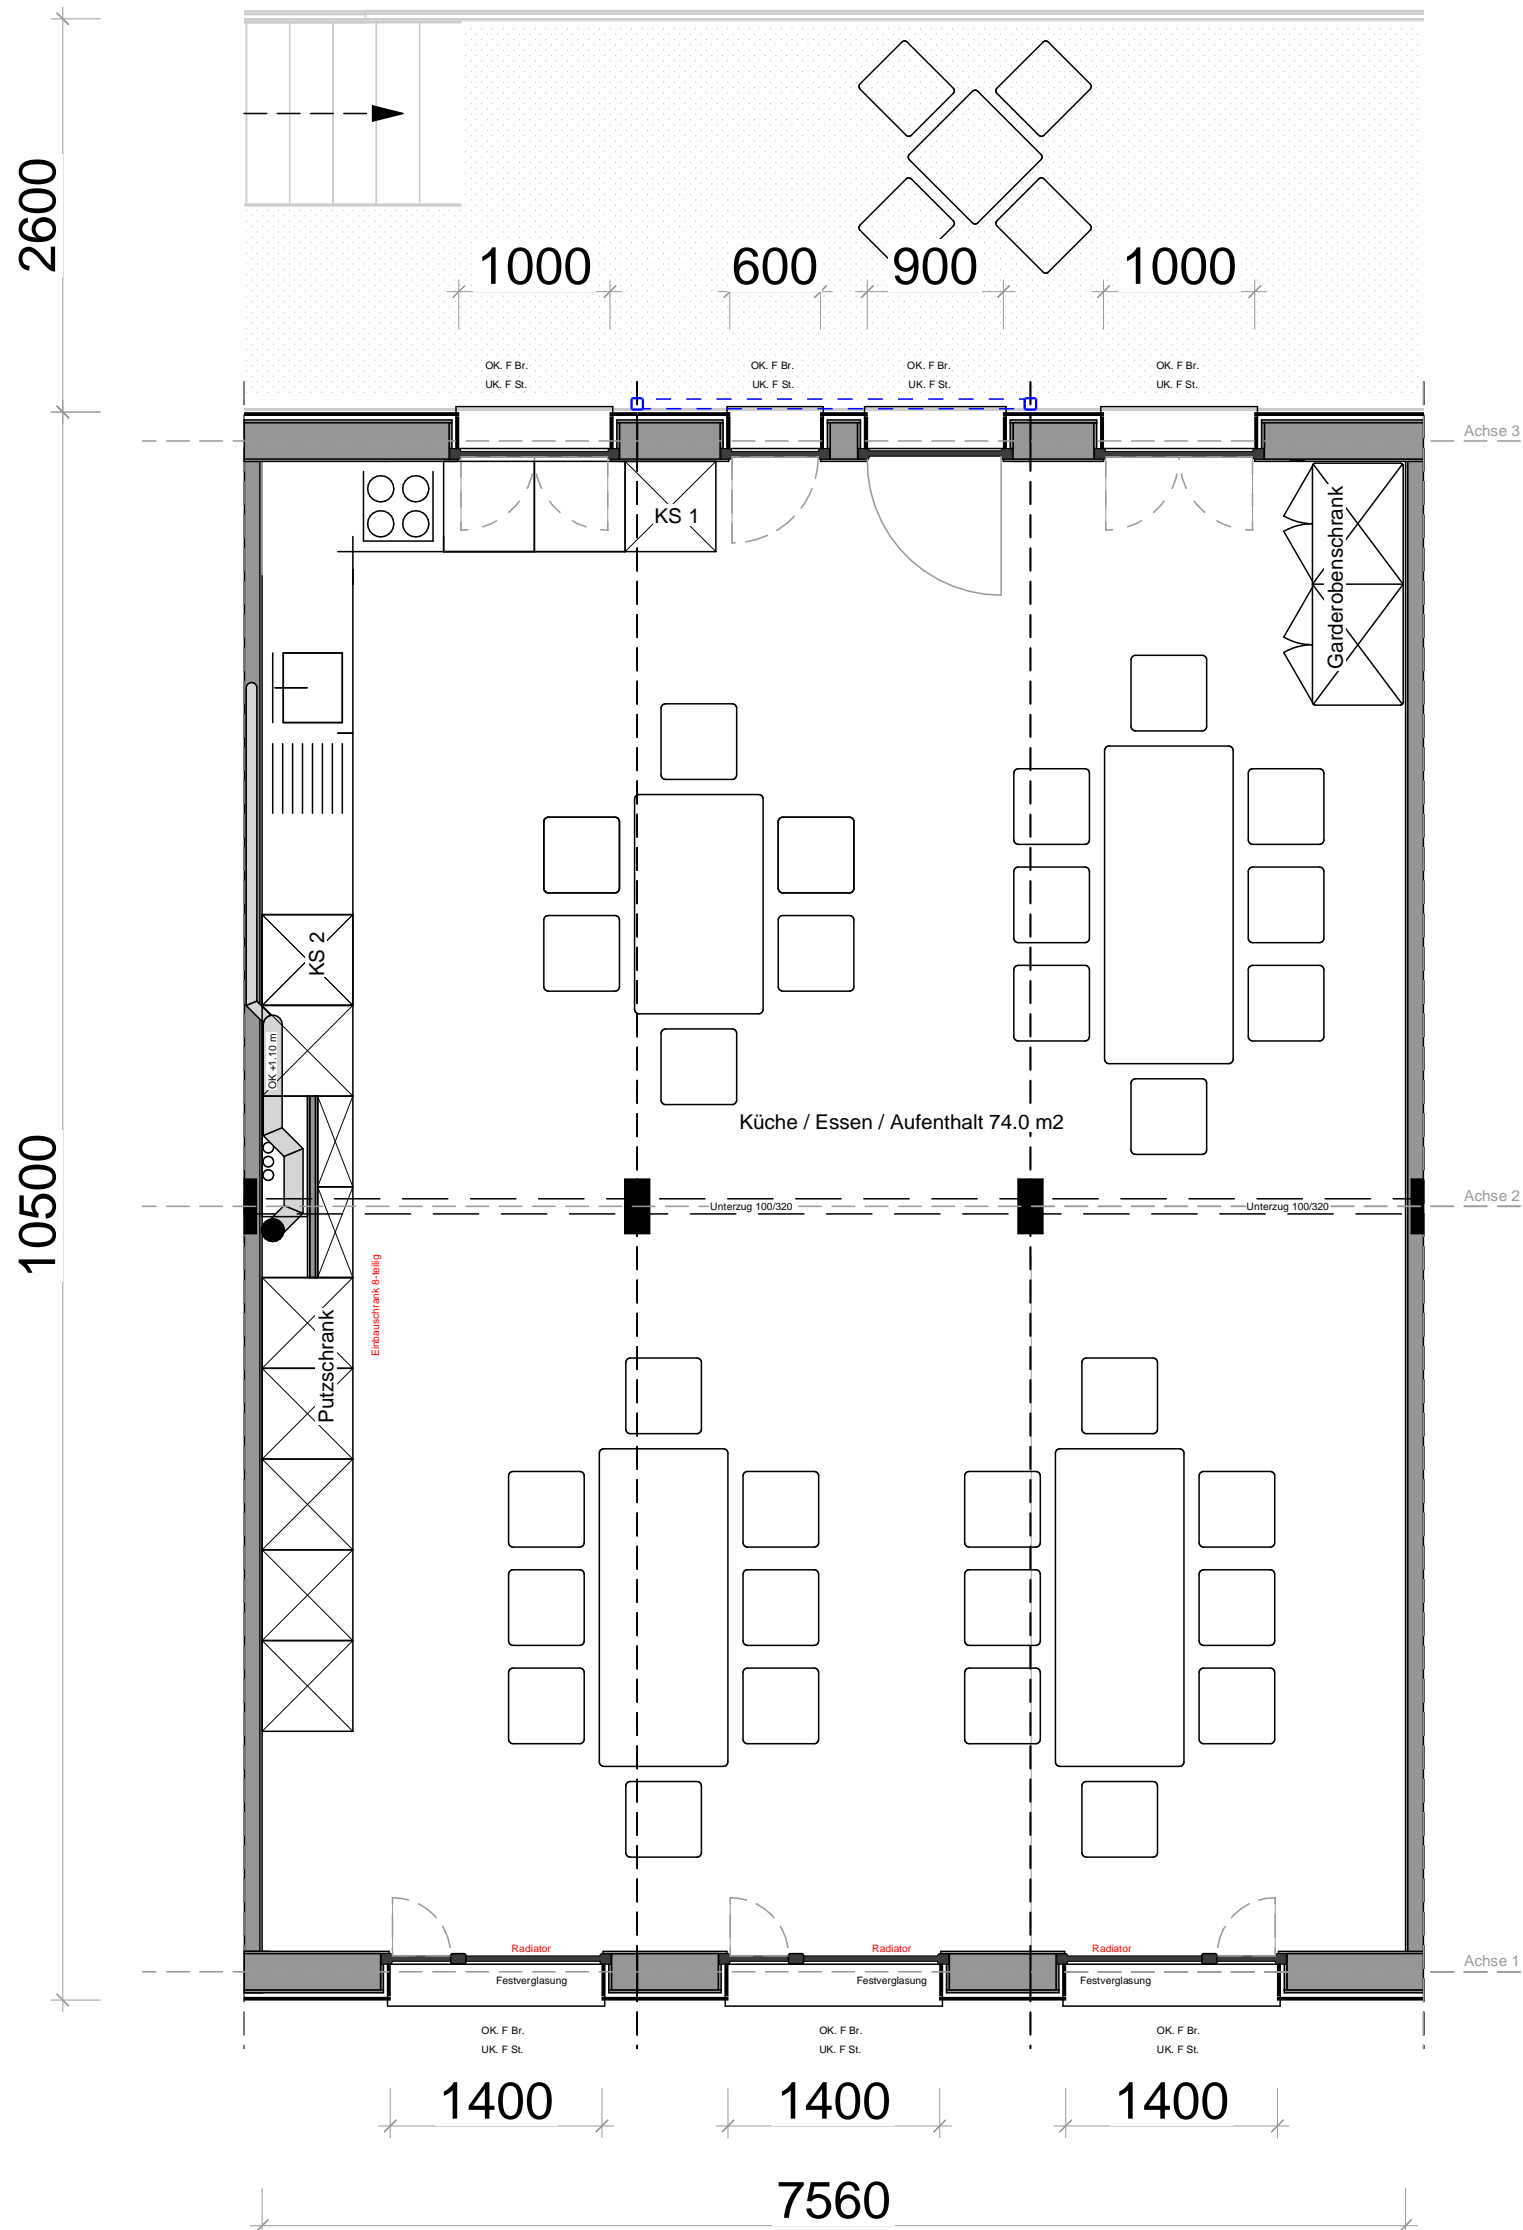 2600
1000
600
900
1000
OK. F Br.
UK. F St.
OK. F Br.
UK. F St.
OK. F Br.
UK. F St.
OK. F Br.
UK. F St.
Achse 3
KS 1
Garderobenschrank
KS 2
OK +1.10 m
Küche / Essen / Aufenthalt 74.0 m2
10500
Achse 2
Unterzug 100/320
Unterzug 100/320
Einbauschrank 8-teilig
Putzschrank
Radiator
Radiator
Radiator
Achse 1
Festverglasung
Festverglasung
Festverglasung
OK. F Br.
UK. F St.
OK. F Br.
UK. F St.
OK. F Br.
UK. F St.
1400
1400
1400
7560